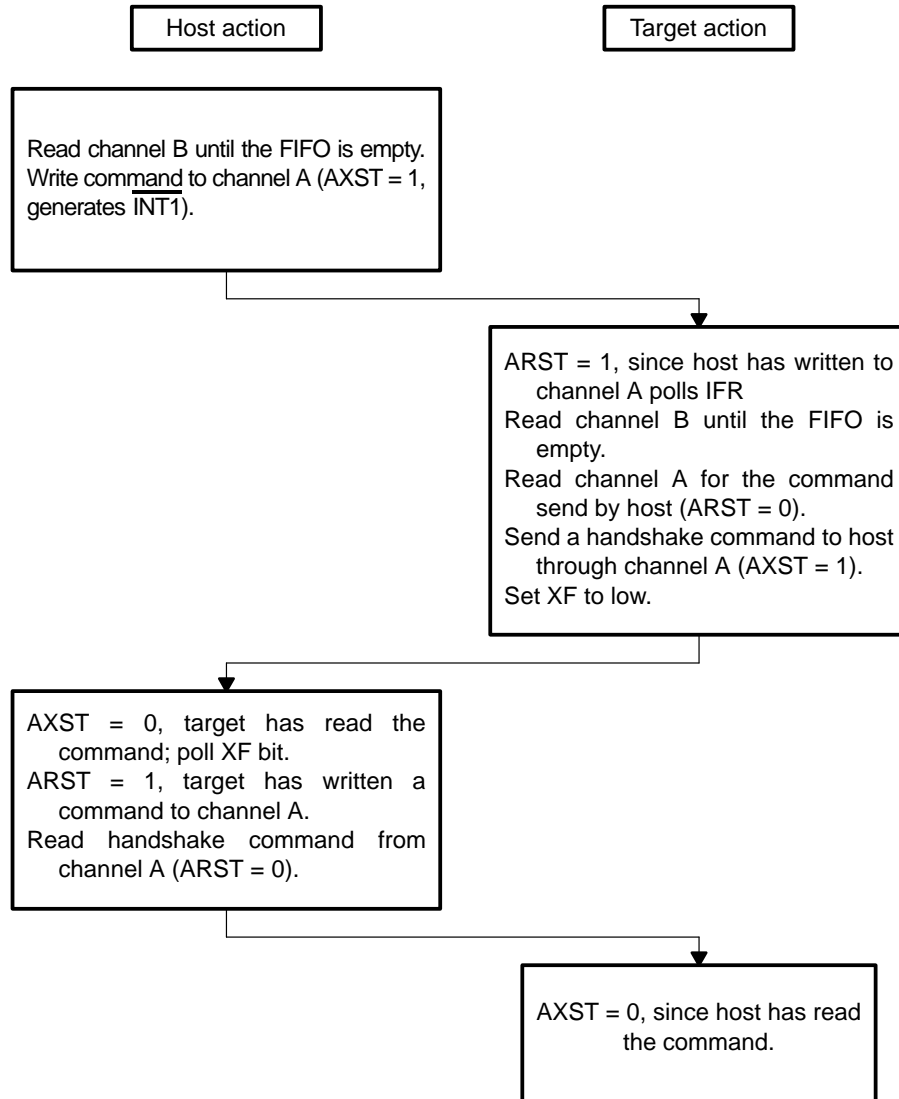 Host action
Target action
Read channel B until the FIFO is empty.
Write command to channel A (AXST = 1,
generates I̅N̅T̅1̅).
ARST = 1, since host has written to
channel A polls IFR
Read channel B until the FIFO is
empty.
Read channel A for the command
send by host (ARST = 0).
Send a handshake command to host
through channel A (AXST = 1).
Set XF to low.
AXST = 0, target has read the
command; poll XF bit.
ARST = 1, target has written a
command to channel A.
Read handshake command from
channel A (ARST = 0).
AXST = 0, since host has read
the command.